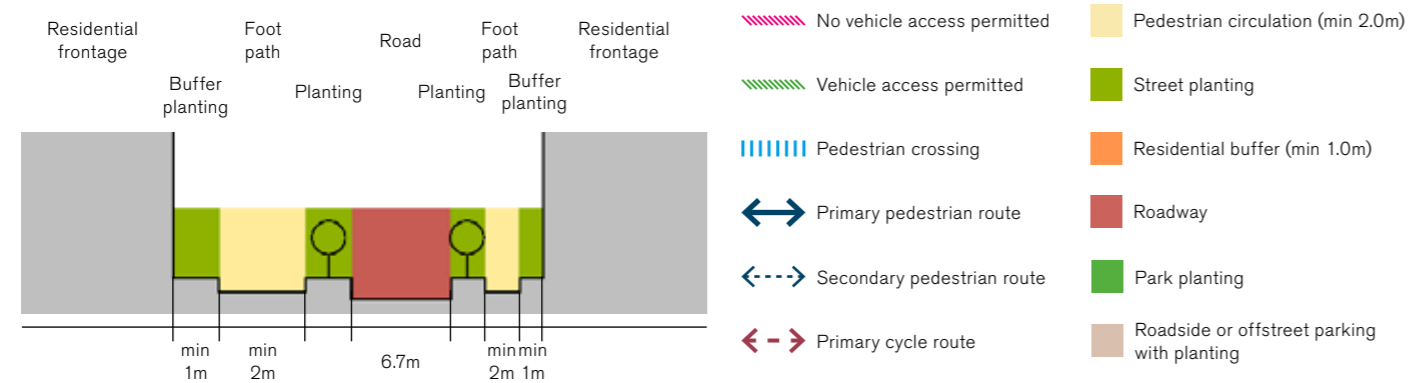 Residential
frontage
Foot
path
Road
Foot
path
Residential
frontage
Buffer
planting
Planting
Planting
Buffer
planting
min
1m
min
2m
6.7m
min
2m
min
1m
No vehicle access permitted
Vehicle access permitted
Pedestrian crossing
Primary pedestrian route
Secondary pedestrian route
Primary cycle route
Pedestrian circulation (min 2.0m)
Street planting
Residential buffer (min 1.0m)
Roadway
Park planting
Roadside or offstreet parking
with planting